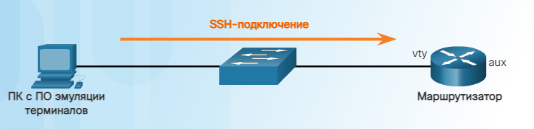 SSH-подключение
vty
aux
ПК с ПО эмуляции
терминалов
Маршрутизатор